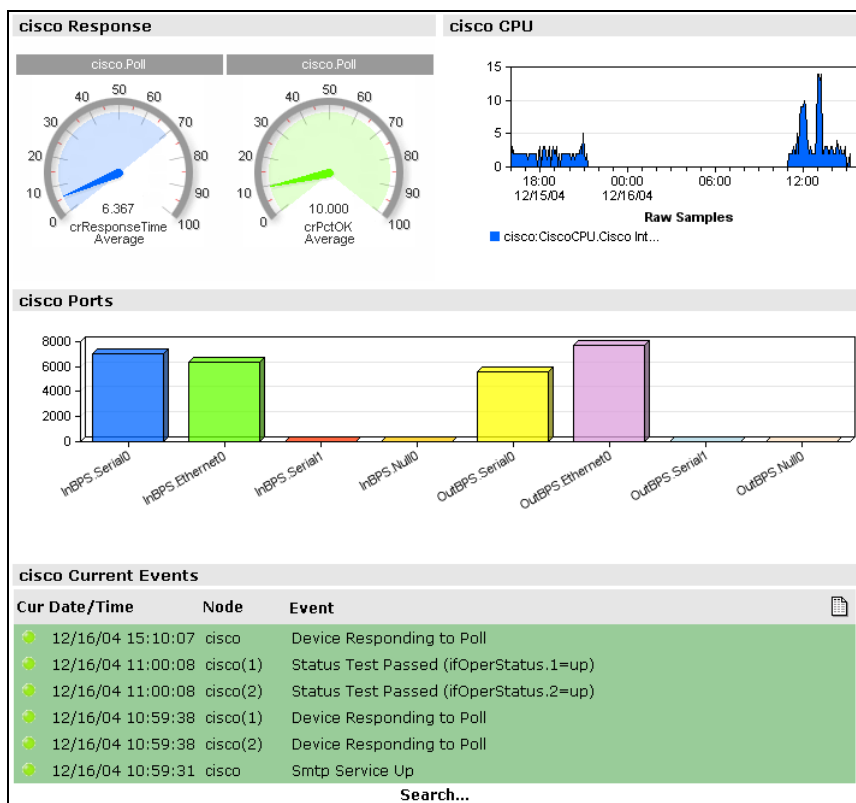 cisco Response
cisco CPU
cisco.Poll
cisco.Poll
0 10 20 30 40 50 60 70 80 90 100
6.367
crResponseTime
Average
0 10 20 30 40 50 60 70 80 90 100
10.000
crPctOK
Average
15
10
5
0
18:00 00:00 06:00 12:00
12/15/04 12/16/04
Raw Samples
cisco:CiscoCPU.Cisco Int...
cisco Ports
8000
6000
4000
2000
0
InBPS.Serial0
InBPS.Ethernet0
InBPS.Serial1
InBPS.Null0
OutBPS.Serial0
OutBPS.Ethernet0
OutBPS.Serial1
OutBPS.Null0
cisco Current Events
Cur Date/Time Node Event
12/16/04 15:10:07 cisco Device Responding to Poll
12/16/04 11:00:08 cisco(1) Status Test Passed (ifOperStatus.1=up)
12/16/04 11:00:08 cisco(2) Status Test Passed (ifOperStatus.2=up)
12/16/04 10:59:38 cisco(1) Device Responding to Poll
12/16/04 10:59:38 cisco(2) Device Responding to Poll
12/16/04 10:59:31 cisco Smtp Service Up
Search...